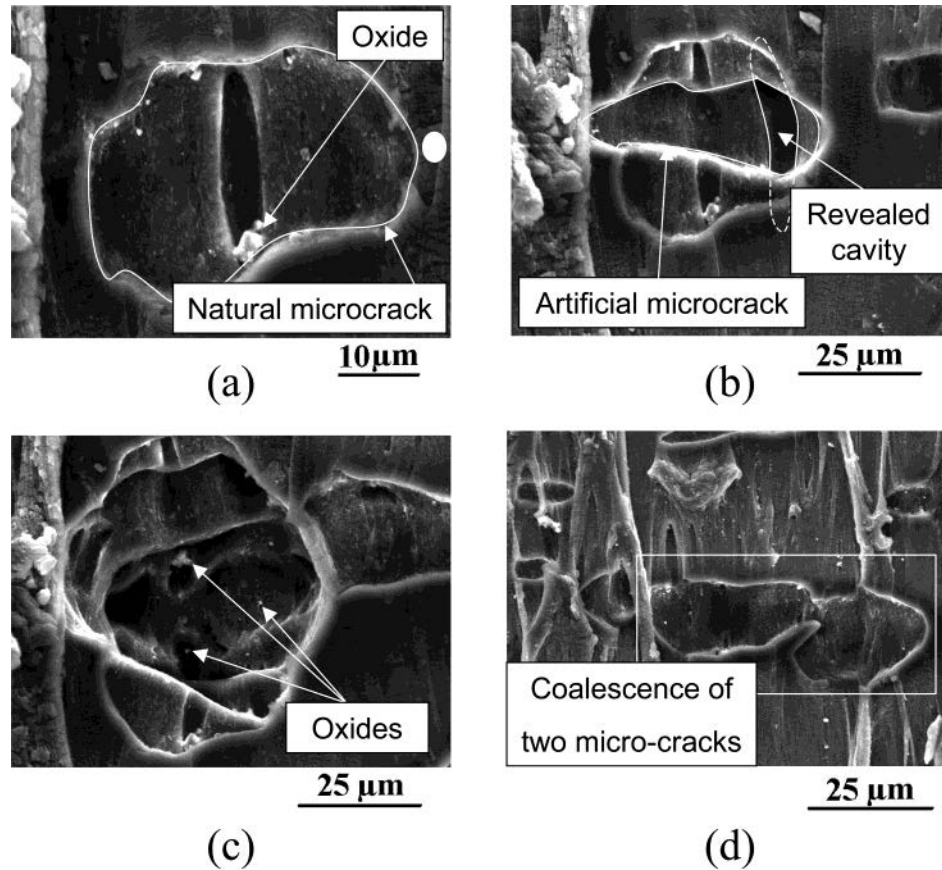 Oxide
Natural microcrack
10µm
(a)
Revealed
cavity
Artificial microcrack
25 µm
(b)
Oxides
25 µm
(c)
Coalescence of
two micro-cracks
25 µm
(d)